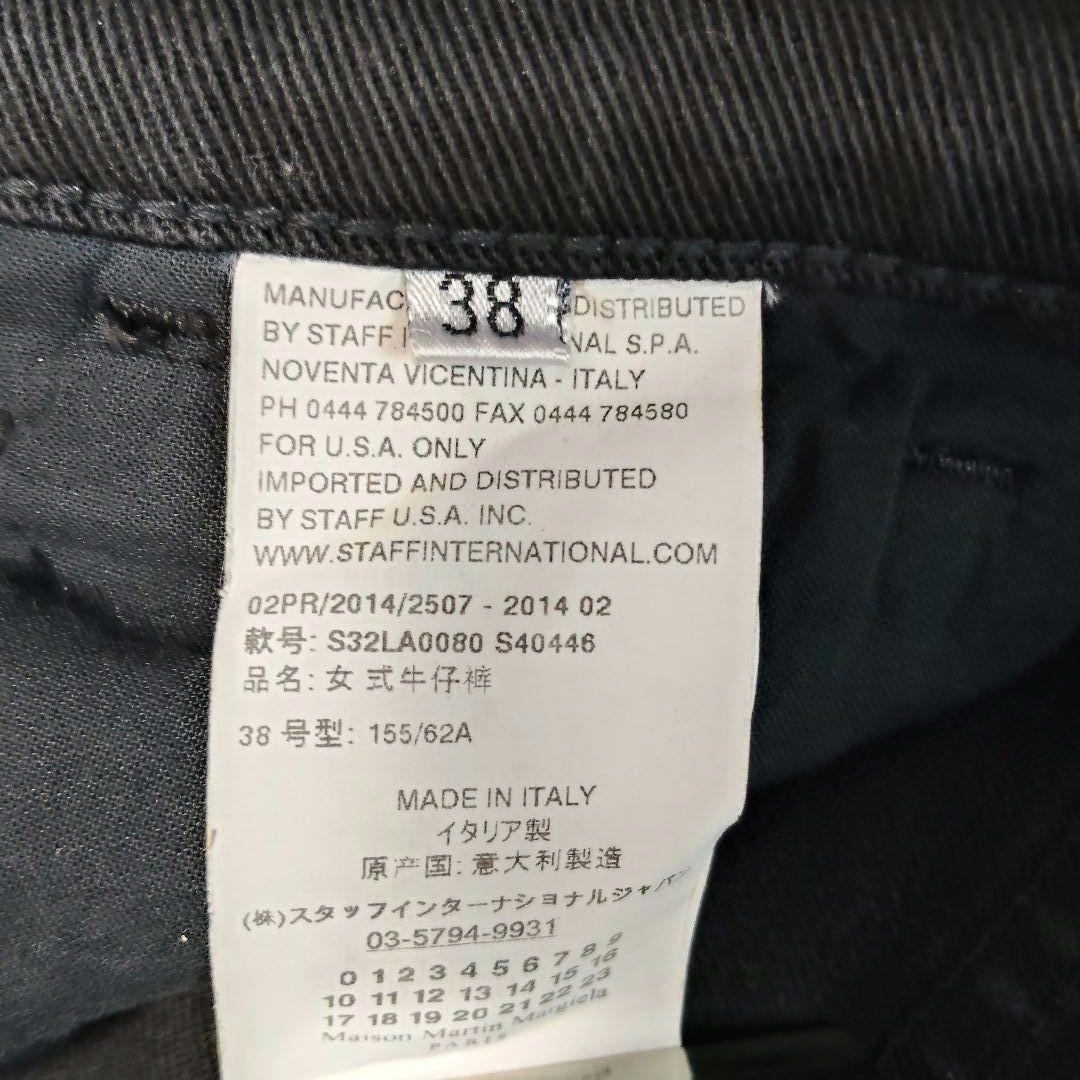 38
MANUFAC DISTRIBUTED
BY STAFF NAL S.P.A.
NOVENTA VICENTINA - ITALY
PH 0444 784500 FAX 0444 784580
FOR U.S.A. ONLY
IMPORTED AND DISTRIBUTED
BY STAFF U.S.A. INC.
WWW.STAFFINTERNATIONAL.COM
02PR/2014/2507 - 2014 02
款号: S32LA0080 S40446
品名: 女式牛仔裤
38 号型: 155/62A
MADE IN ITALY
イタリア製
原产国: 意大利製造
(株)スタッフインターナショナルジャパン
03-5794-9931
0 1 2 3 4 5 6 7 8 9
10 11 12 13 14 15 16
17 18 19 20 21 22 23
Maison Martin Margiela
PARIS